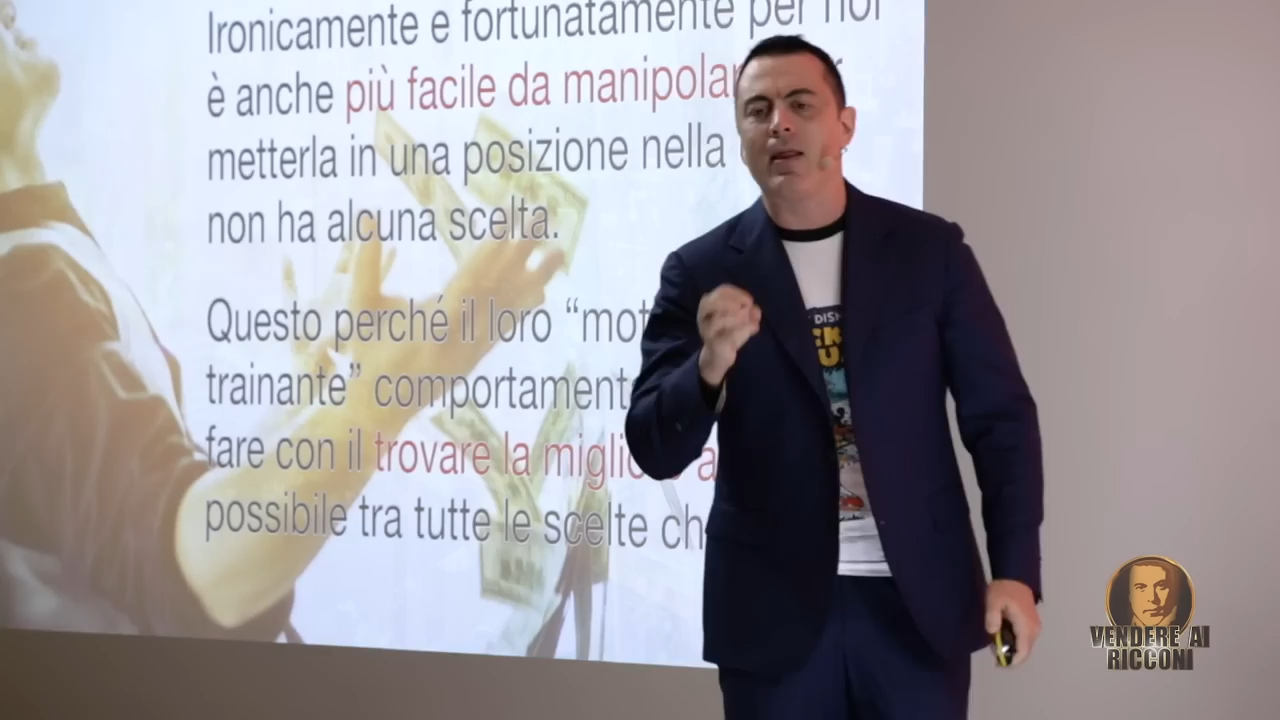 Ironicamente e fortunatamente per noi
è anche più facile da manipolar
metterla in una posizione nella
non ha alcuna scelta.
Questo perché il loro “mot
trainante” comportament
fare con il trovare la miglio
possibile tra tutte le scelte ch
VENDERE AI
RICCONI